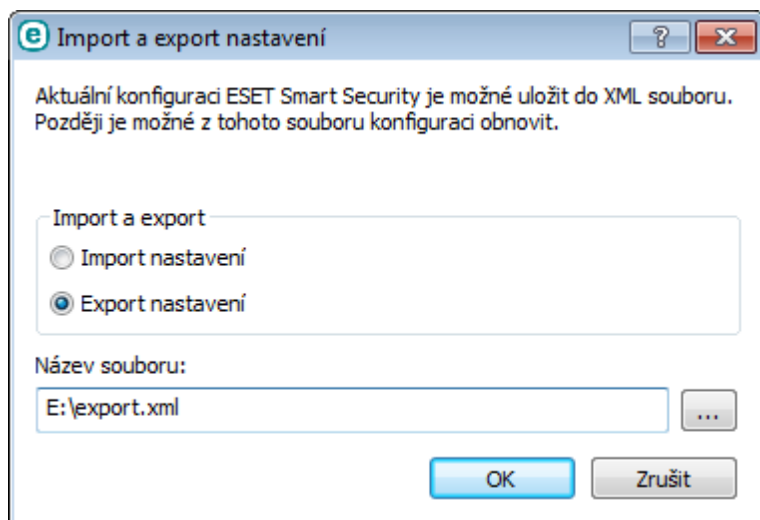 Import a export nastavení
Aktuální konfiguraci ESET Smart Security je možné uložit do XML souboru.
Později je možné z tohoto souboru konfiguraci obnovit.
Import a export
Import nastavení
Export nastavení
Název souboru:
E:\export.xml
...
OK
Zrušit